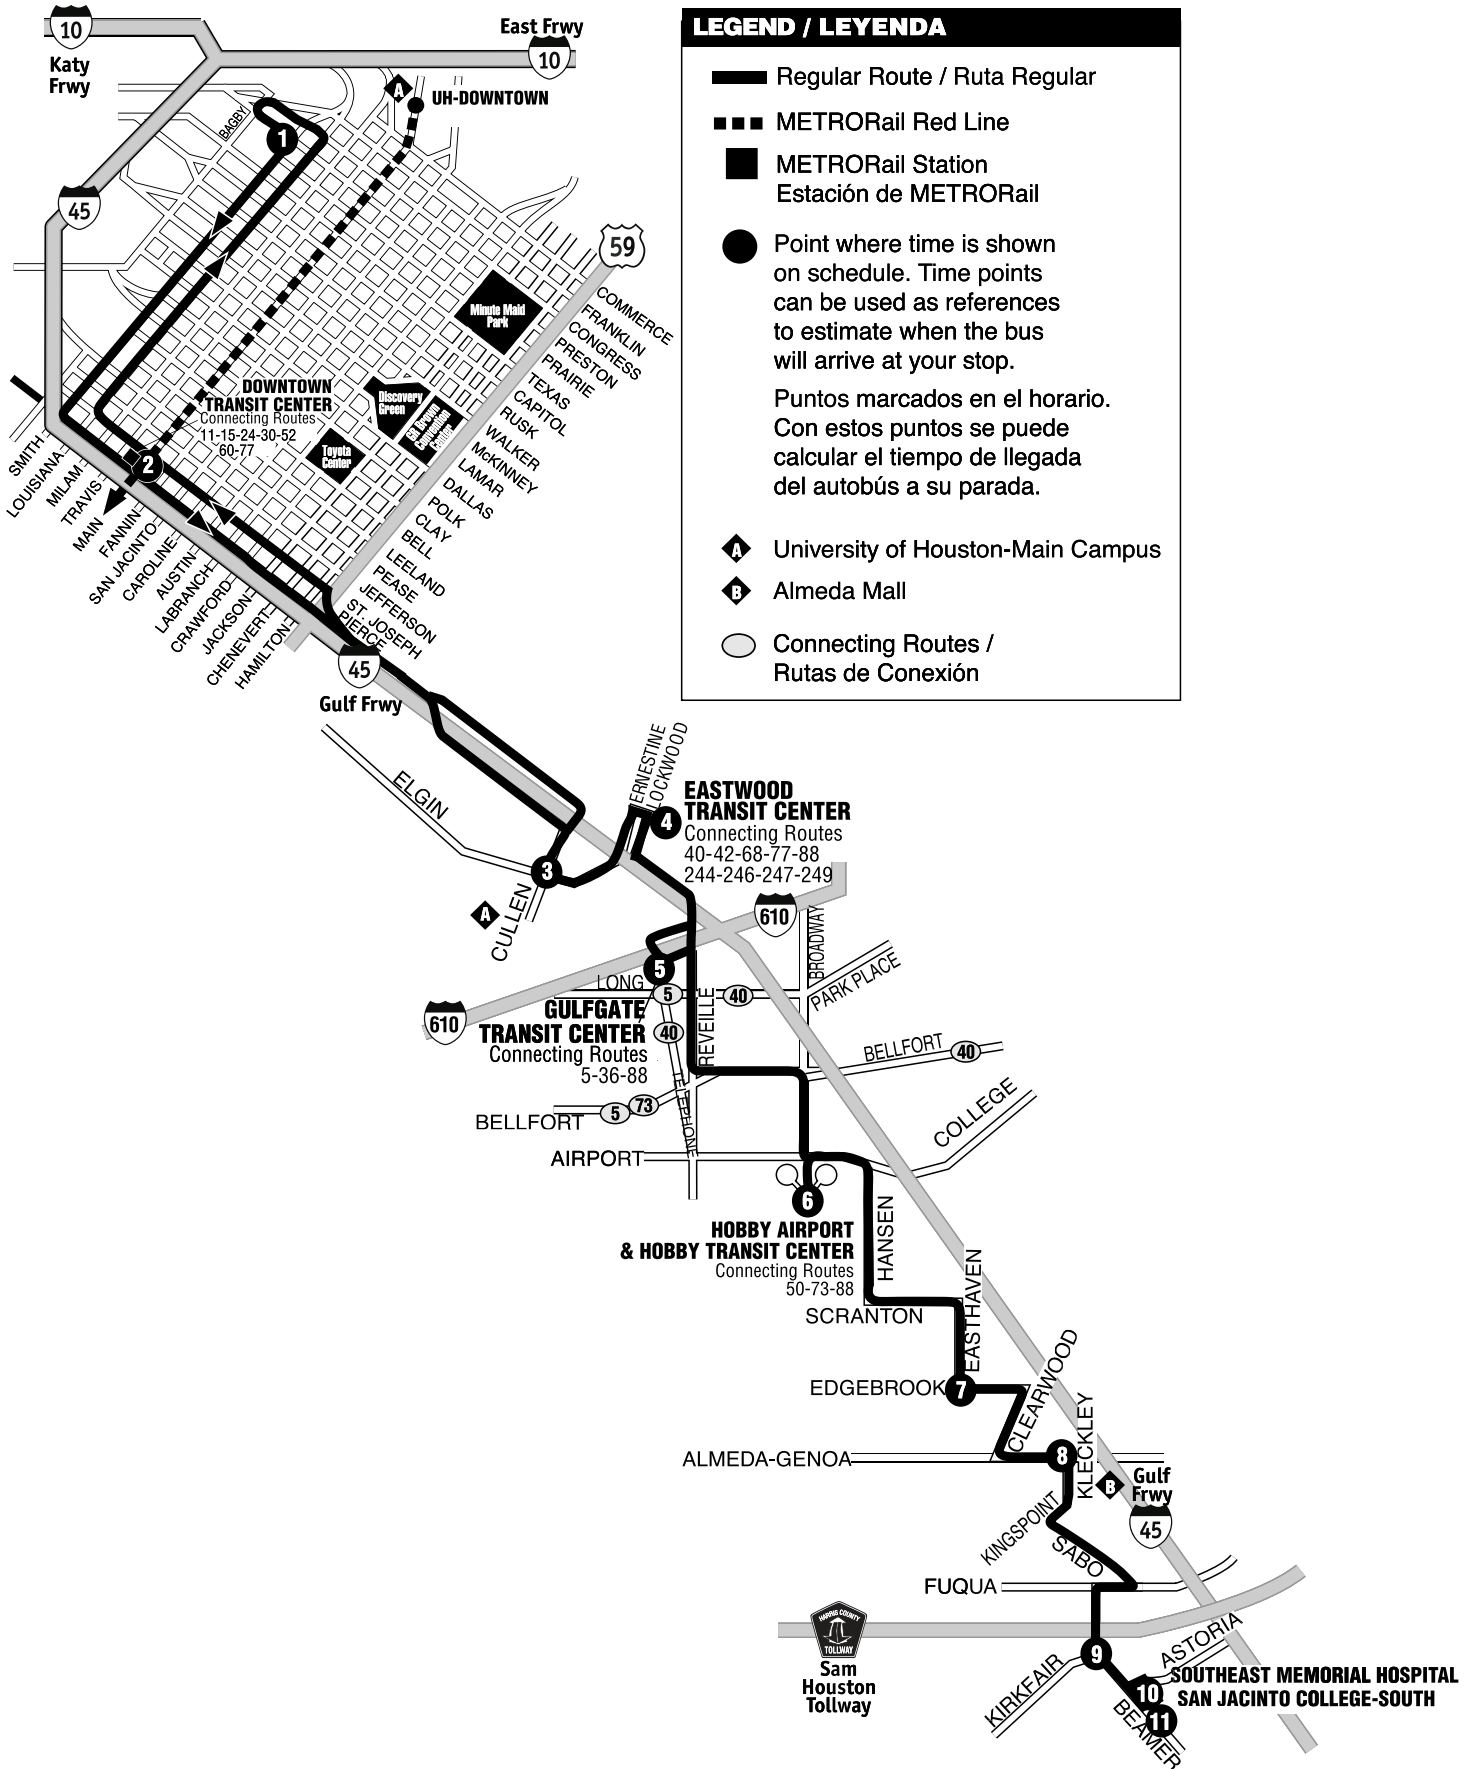 10
Katy
Frwy
East Frwy
10
A
UH-DOWNTOWN
BAGBY
1
45
59
Minute Maid
Park
COMMERCE
FRANKLIN
CONGRESS
PRESTON
PRAIRIE
TEXAS
CAPITOL
RUSK
WALKER
McKINNEY
LAMAR
DALLAS
POLK
CLAY
BELL
LEELAND
PEASE
JEFFERSON
ST. JOSEPH
PIERCE
DOWNTOWN
TRANSIT CENTER
Connecting Routes
11-15-24-30-52
60-77
Discovery
Green
GR Brown
Convention
Center
Toyota
Center
2
SMITH
LOUISIANA
MILAM
TRAVIS
MAIN
FANNIN
SAN JACINTO
CAROLINE
AUSTIN
LABRANCH
CRAWFORD
JACKSON
CHENEVERT
HAMILTON
45
Gulf Frwy
LEGEND / LEYENDA
Regular Route / Ruta Regular
METRORail Red Line
METRORail Station
Estación de METRORail
Point where time is shown
on schedule. Time points
can be used as references
to estimate when the bus
will arrive at your stop.
Puntos marcados en el horario.
Con estos puntos se puede
calcular el tiempo de llegada
del autobús a su parada.
A University of Houston-Main Campus
B Almeda Mall
Connecting Routes /
Rutas de Conexión
ELGIN
ERNESTINE
LOCKWOOD
EASTWOOD
TRANSIT CENTER
4
Connecting Routes
40-42-68-77-88
244-246-247-249
3
A
CULLEN
610
BROADWAY
PARK PLACE
5
LONG
5
40
610
GULFGATE
TRANSIT CENTER
Connecting Routes
5-36-88
40
REVEILLE
BELLFORT
40
TELEPHONE
BELLFORT
5
73
COLLEGE
AIRPORT
6
HOBBY AIRPORT
& HOBBY TRANSIT CENTER
Connecting Routes
50-73-88
HANSEN
SCRANTON
EASTHAVEN
EDGEBROOK
7
CLEARWOOD
ALMEDA-GENOA
8
KLECKLEY
B
Gulf
Frwy
45
KINGSPOINT
SABO
FUQUA
HARRIS COUNTY
TOLLWAY
Sam
Houston
Tollway
9
KIRKFAIR
ASTORIA
10
SOUTHEAST MEMORIAL HOSPITAL
11
SAN JACINTO COLLEGE-SOUTH
BEAMER